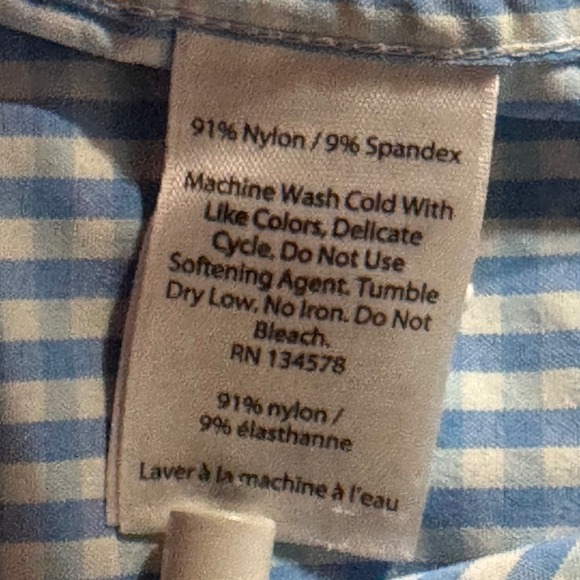 91% Nylon / 9% Spandex
Machine Wash Cold With
Like Colors, Delicate
Cycle. Do Not Use
Softening Agent. Tumble
Dry Low. No Iron. Do Not
Bleach.
RN 134578
91% nylon /
9% élasthanne
Laver à la machine à l'eau